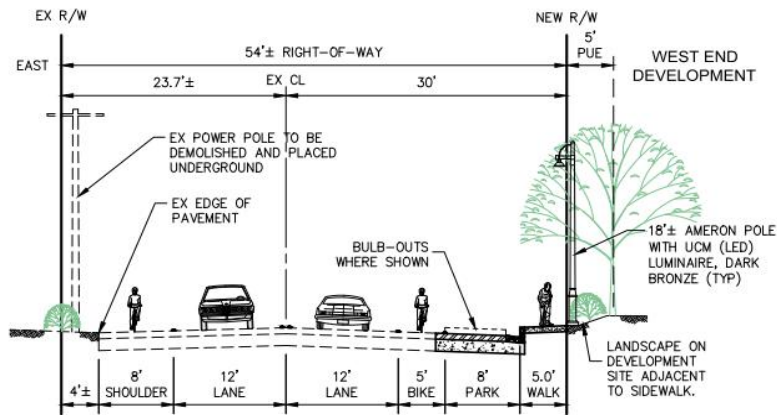 EX R/W
NEW R/W
5'
PUE
54'± RIGHT-OF-WAY
EAST
WEST END
DEVELOPMENT
23.7'±
EX CL
30'
EX POWER POLE TO BE
DEMOLISHED AND PLACED
UNDERGROUND
EX EDGE OF
PAVEMENT
BULB-OUTS
WHERE SHOWN
18'± AMERON POLE
WITH UCM (LED)
LUMINAIRE, DARK
BRONZE (TYP)
LANDSCAPE ON
DEVELOPMENT
SITE ADJACENT
TO SIDEWALK.
4'±
8'
SHOULDER
12'
LANE
12'
LANE
5'
BIKE
8'
PARK
5.0'
WALK